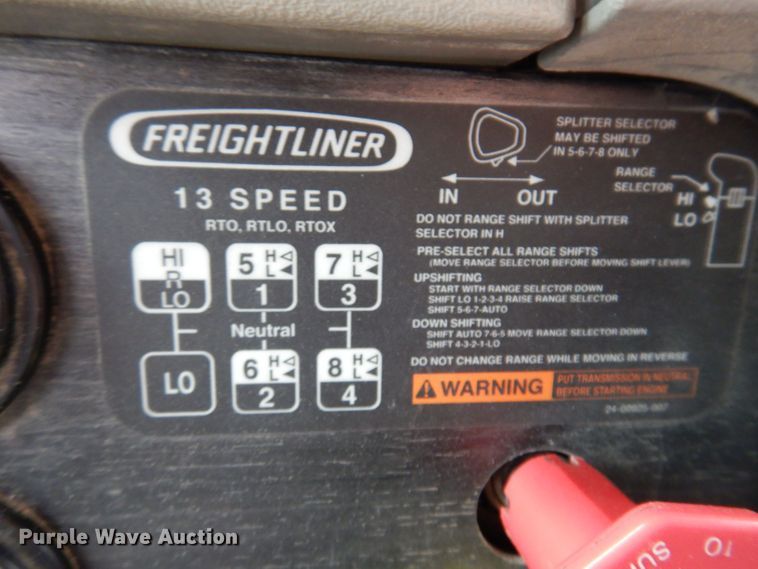 FREIGHTLINER
13 SPEED
RTO, RTLO, RTOX
HI
R
LO
5 H
L
1
7 H
L
3
Neutral
LO
6 H
L
2
8 H
L
4
SPLITTER SELECTOR
MAY BE SHIFTED
IN 5-6-7-8 ONLY
IN OUT
RANGE
SELECTOR
HI
LO
DO NOT RANGE SHIFT WITH SPLITTER
SELECTOR IN H
PRE-SELECT ALL RANGE SHIFTS
(MOVE RANGE SELECTOR BEFORE MOVING SHIFT LEVER)
UPSHIFTING
START WITH RANGE SELECTOR DOWN
SHIFT LO 1-2-3-4 RAISE RANGE SELECTOR
SHIFT 5-6-7-AUTO
DOWN SHIFTING
SHIFT AUTO 7-6-5 MOVE RANGE SELECTOR DOWN
SHIFT 4-3-2-1-LO
DO NOT CHANGE RANGE WHILE MOVING IN REVERSE
WARNING
PUT TRANSMISSION IN NEUTRAL
BEFORE STARTING ENGINE
TO
Purple Wave Auction